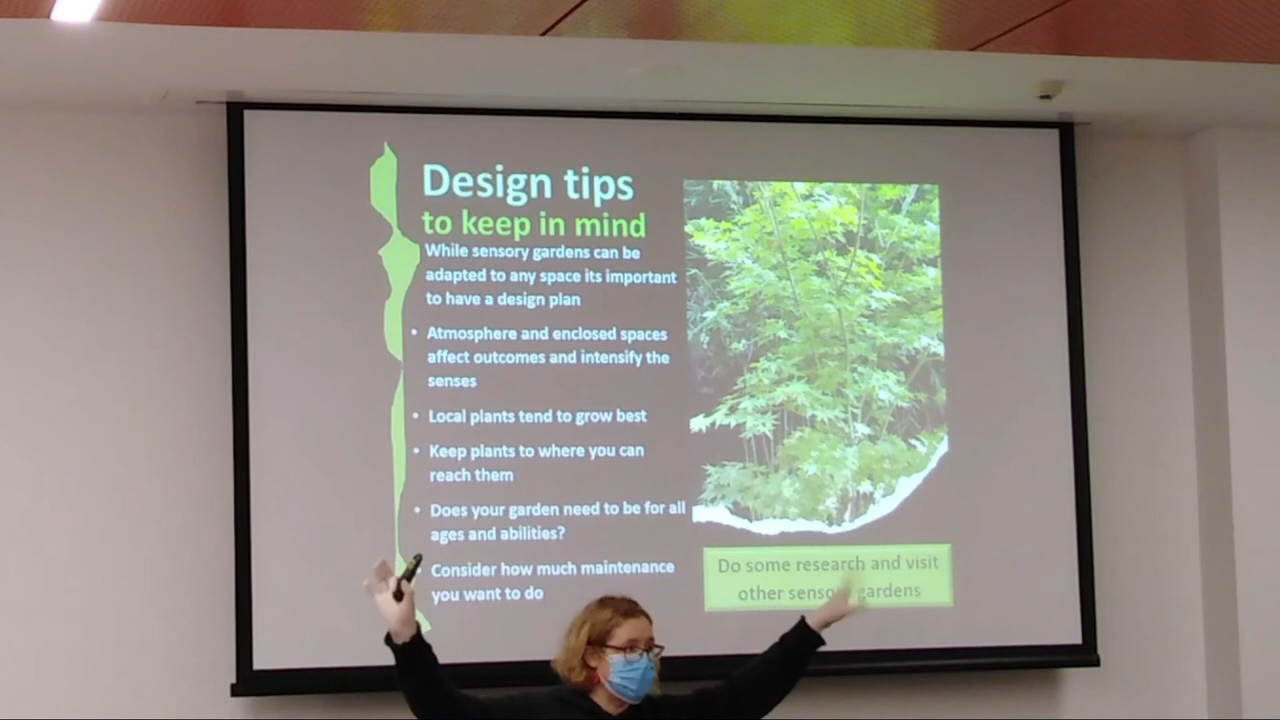 Design tips
to keep in mind
While sensory gardens can be
adapted to any space its important
to have a design plan
• Atmosphere and enclosed spaces
affect outcomes and intensify the
senses
• Local plants tend to grow best
• Keep plants to where you can
reach them
• Does your garden need to be for all
ages and abilities?
• Consider how much maintenance
you want to do
Do some research and visit
other sensory gardens